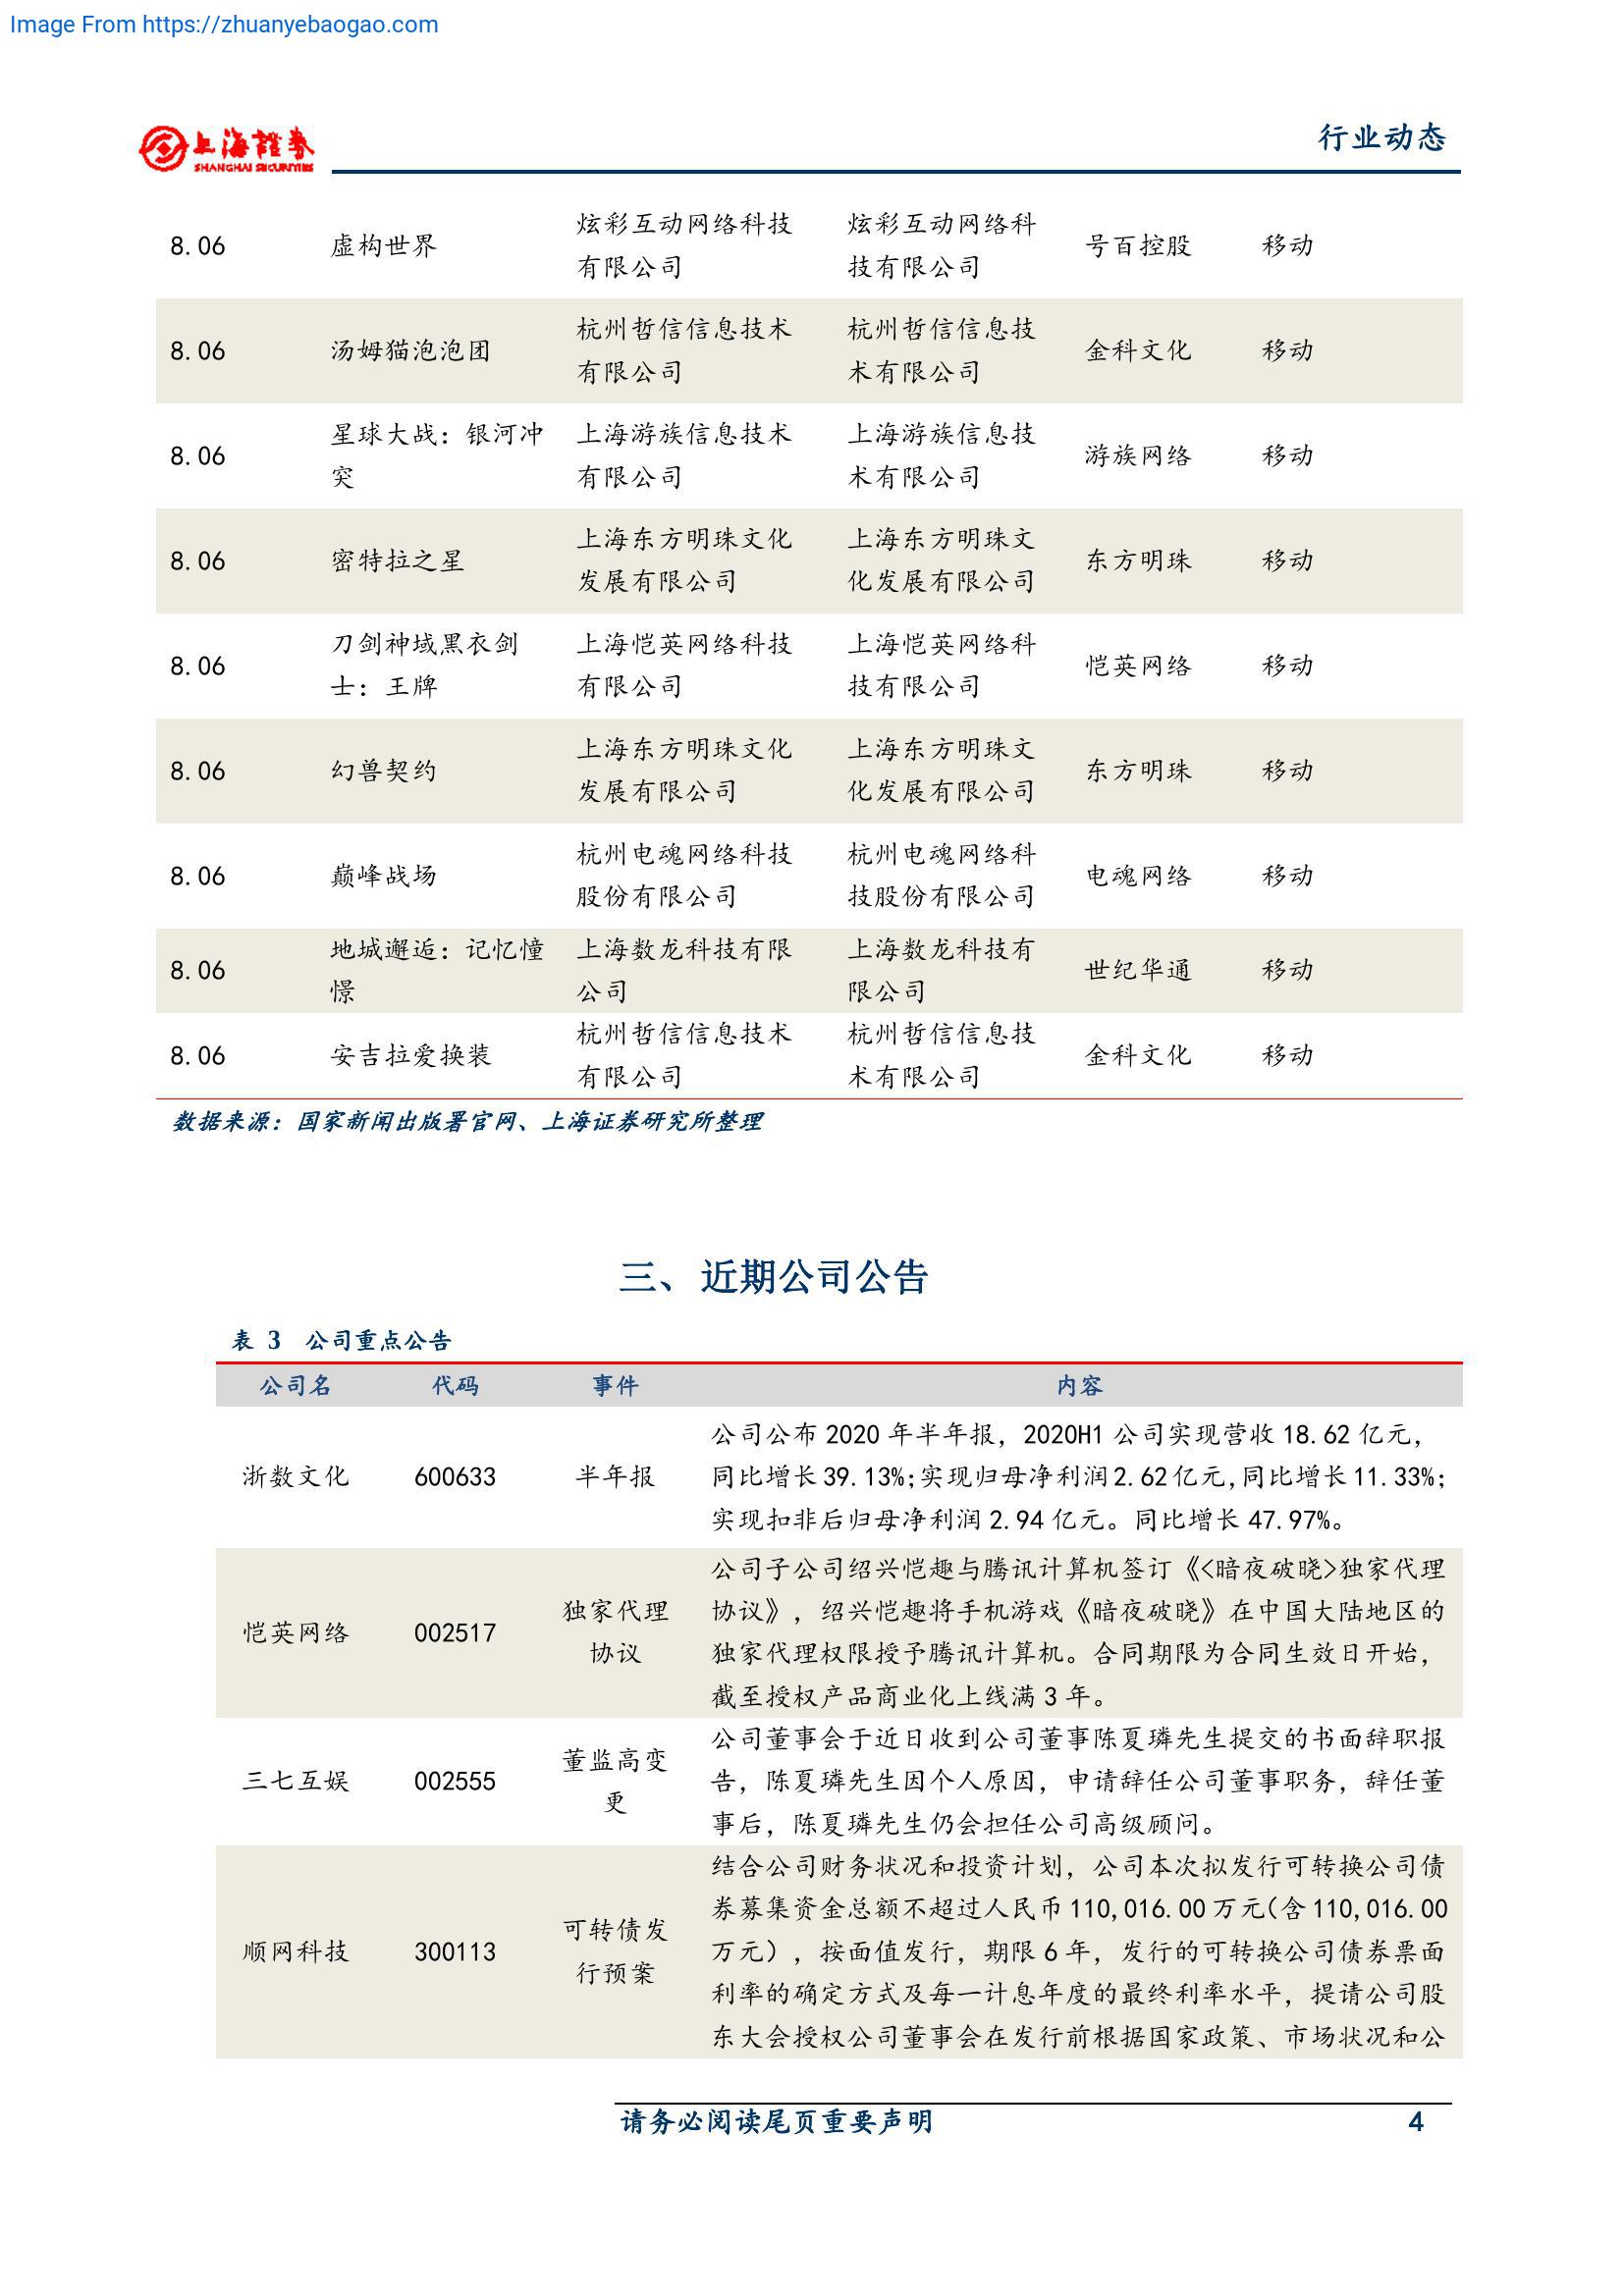 Image From https://zhuanyebaogao.com
上海證券
SHANGHAI SECURITIES
行业动态
8.06 虚构世界 炫彩互动网络科技 炫彩互动网络科 号百控股 移动
有限公司 技有限公司
8.06 汤姆猫泡泡团 杭州哲信信息技术 杭州哲信信息技 金科文化 移动
有限公司 术有限公司
8.06 星球大战：银河冲 上海游族信息技术 上海游族信息技 游族网络 移动
突 有限公司 术有限公司
8.06 密特拉之星 上海东方明珠文化 上海东方明珠文 东方明珠 移动
发展有限公司 化发展有限公司
8.06 刀剑神域黑衣剑 上海恺英网络科技 上海恺英网络科 恺英网络 移动
士：王牌 有限公司 技有限公司
8.06 幻兽契约 上海东方明珠文化 上海东方明珠文 东方明珠 移动
发展有限公司 化发展有限公司
8.06 巅峰战场 杭州电魂网络科技 杭州电魂网络科 电魂网络 移动
股份有限公司 技股份有限公司
8.06 地城邂逅：记忆憧 上海数龙科技有限 上海数龙科技有 世纪华通 移动
憬 公司 限公司
8.06 安吉拉爱换装 杭州哲信信息技术 杭州哲信信息技 金科文化 移动
有限公司 术有限公司
数据来源：国家新闻出版署官网、上海证券研究所整理
三、近期公司公告
表 3 公司重点公告
公司名 代码 事件 内容
浙数文化 600633 半年报 公司公布 2020 年半年报，2020H1 公司实现营收 18.62 亿元，
同比增长 39.13%;实现归母净利润 2.62 亿元,同比增长 11.33%;
实现扣非后归母净利润 2.94 亿元。同比增长 47.97%。
恺英网络 002517 独家代理 公司子公司绍兴恺趣与腾讯计算机签订《<暗夜破晓>独家代理
协议 协议》，绍兴恺趣将手机游戏《暗夜破晓》在中国大陆地区的
独家代理权限授予腾讯计算机。合同期限为合同生效日开始，
截至授权产品商业化上线满 3 年。
三七互娱 002555 董监高变 公司董事会于近日收到公司董事陈夏璘先生提交的书面辞职报
更 告，陈夏璘先生因个人原因，申请辞任公司董事职务，辞任董
事后，陈夏璘先生仍会担任公司高级顾问。
顺网科技 300113 可转债发 结合公司财务状况和投资计划，公司本次拟发行可转换公司债
行预案 券募集资金总额不超过人民币 110,016.00 万元（含 110,016.00
万元），按面值发行，期限 6 年，发行的可转换公司债券票面
利率的确定方式及每一计息年度的最终利率水平，提请公司股
东大会授权公司董事会在发行前根据国家政策、市场状况和公
请务必阅读尾页重要声明 4